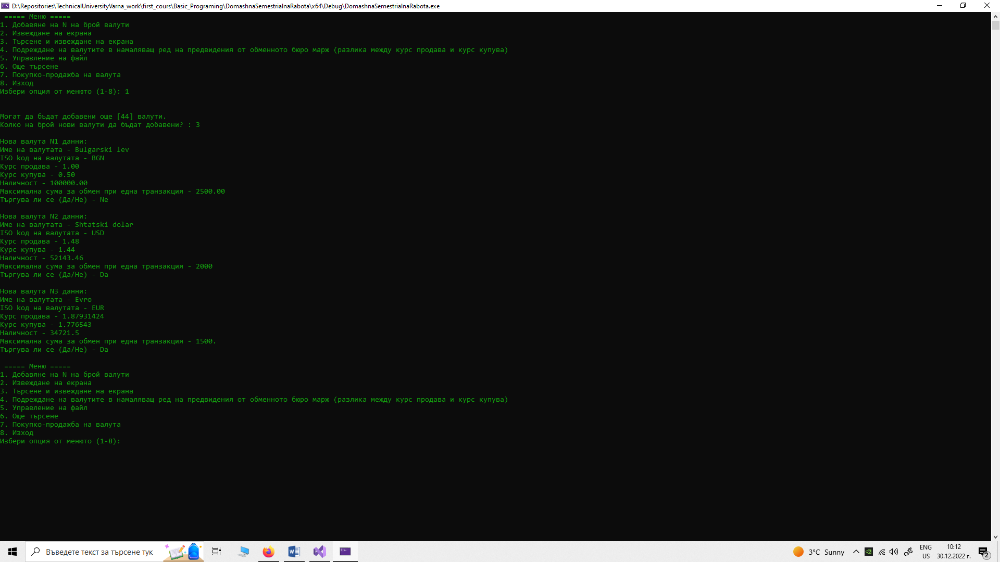 D:\Repositories\TechnicalUniversityVarna_work\first_cours\Basic_Programing\DomashnaSemestrialnaRabota\x64\Debug\DomashnaSemestrialnaRabota.exe
===== Меню =====
1. Добавяне на N на брой валути
2. Извеждане на екрана
3. Търсене и извеждане на екрана
4. Подреждане на валутите в намаляващ ред на предвидения от обменното бюро марж (разлика между курс продава и курс купува)
5. Управление на файл
6. Още търсене
7. Покупко-продажба на валута
8. Изход
Избери опция от менюто (1-8): 1
Могат да бъдат добавени още [44] валути.
Колко на брой нови валути да бъдат добавени? : 3
Нова валута N1 данни:
Име на валутата - Bulgarski lev
ISO kод на валутата - BGN
Курс продава - 1.00
Курс купува - 0.50
Наличност - 100000.00
Максимална сума за обмен при една транзакция - 2500.00
Търгува ли се (Да/Не) - Ne
Нова валута N2 данни:
Име на валутата - Shtatski dolar
ISO kод на валутата - USD
Курс продава - 1.48
Курс купува - 1.44
Наличност - 52143.46
Максимална сума за обмен при една транзакция - 2000
Търгува ли се (Да/Не) - Da
Нова валута N3 данни:
Име на валутата - Evro
ISO kод на валутата - EUR
Курс продава - 1.87931424
Курс купува - 1.776543
Наличност - 34721.5
Максимална сума за обмен при една транзакция - 1500.
Търгува ли се (Да/Не) - Da
===== Меню =====
1. Добавяне на N на брой валути
2. Извеждане на екрана
3. Търсене и извеждане на екрана
4. Подреждане на валутите в намаляващ ред на предвидения от обменното бюро марж (разлика между курс продава и курс купува)
5. Управление на файл
6. Още търсене
7. Покупко-продажба на валута
8. Изход
Избери опция от менюто (1-8):
Въведете текст за търсене тук
3°C Sunny
ENG
US
10:12
30.12.2022 г.
2